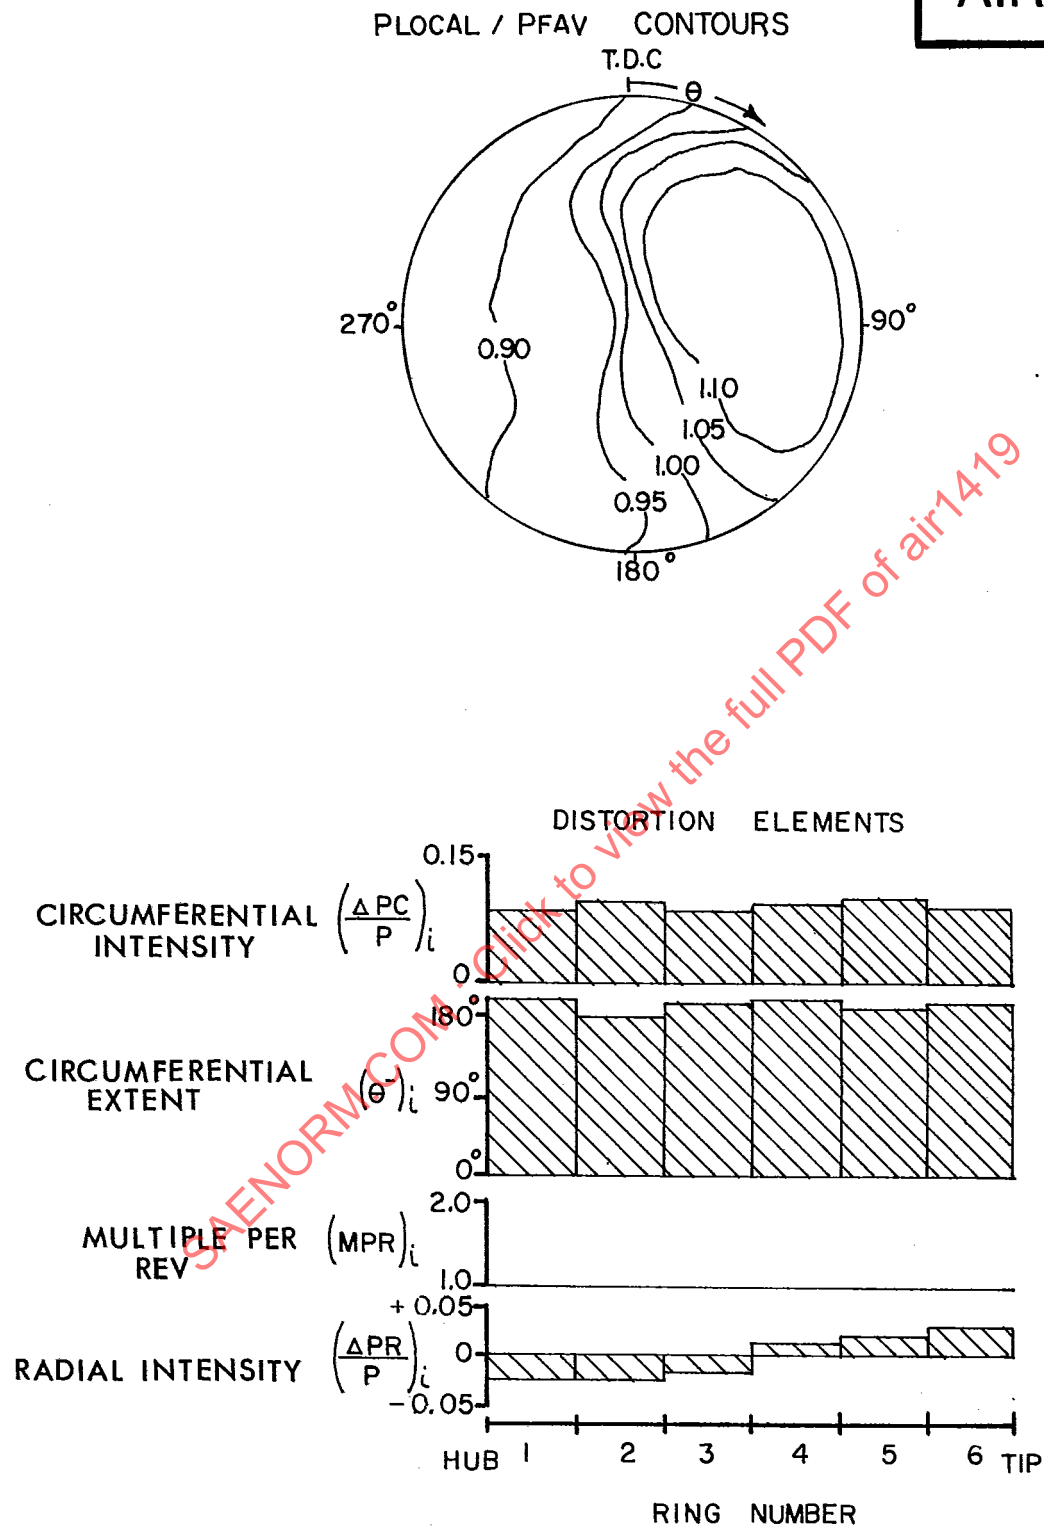 AIR
PLOCAL / PFAV CONTOURS
T.D.C
θ
270°
90°
0.90
1.10
1.05
1.00
0.95
180°
DISTORTION ELEMENTS
0.15
CIRCUMFERENTIAL INTENSITY (ΔPC/P)i
0
180°
CIRCUMFERENTIAL EXTENT (θ⁻)i
90°
0°
2.0
MULTIPLE PER REV (MPR)i
1.0
+0.05
RADIAL INTENSITY (ΔPR/P)i
0
-0.05
HUB 1 2 3 4 5 6 TIP
RING NUMBER
SAENORM.COM : Click to view the full PDF of air1419